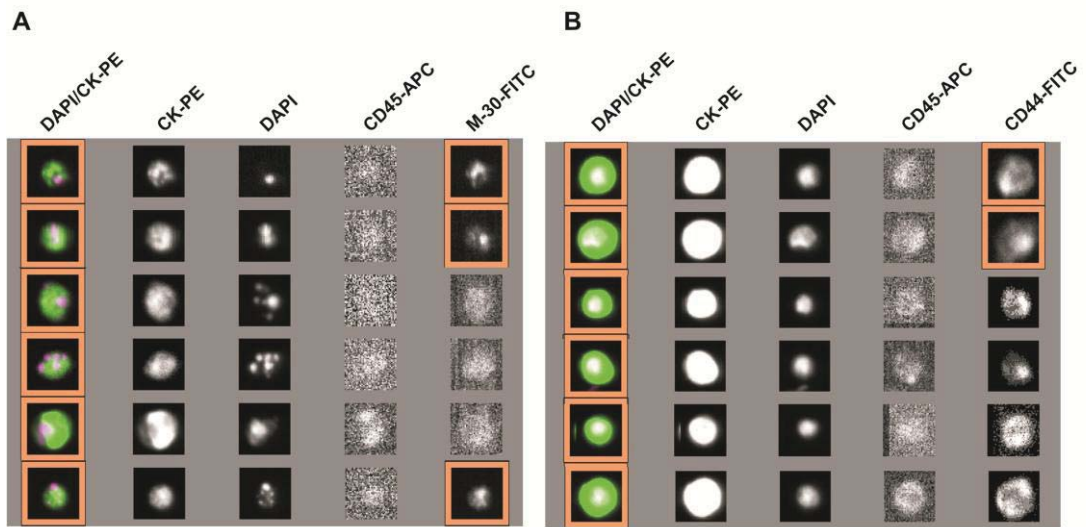 A
DAPI/CK-PE
CK-PE
DAPI
CD45-APC
M-30-FITC
B
DAPI/CK-PE
CK-PE
DAPI
CD45-APC
CD44-FITC